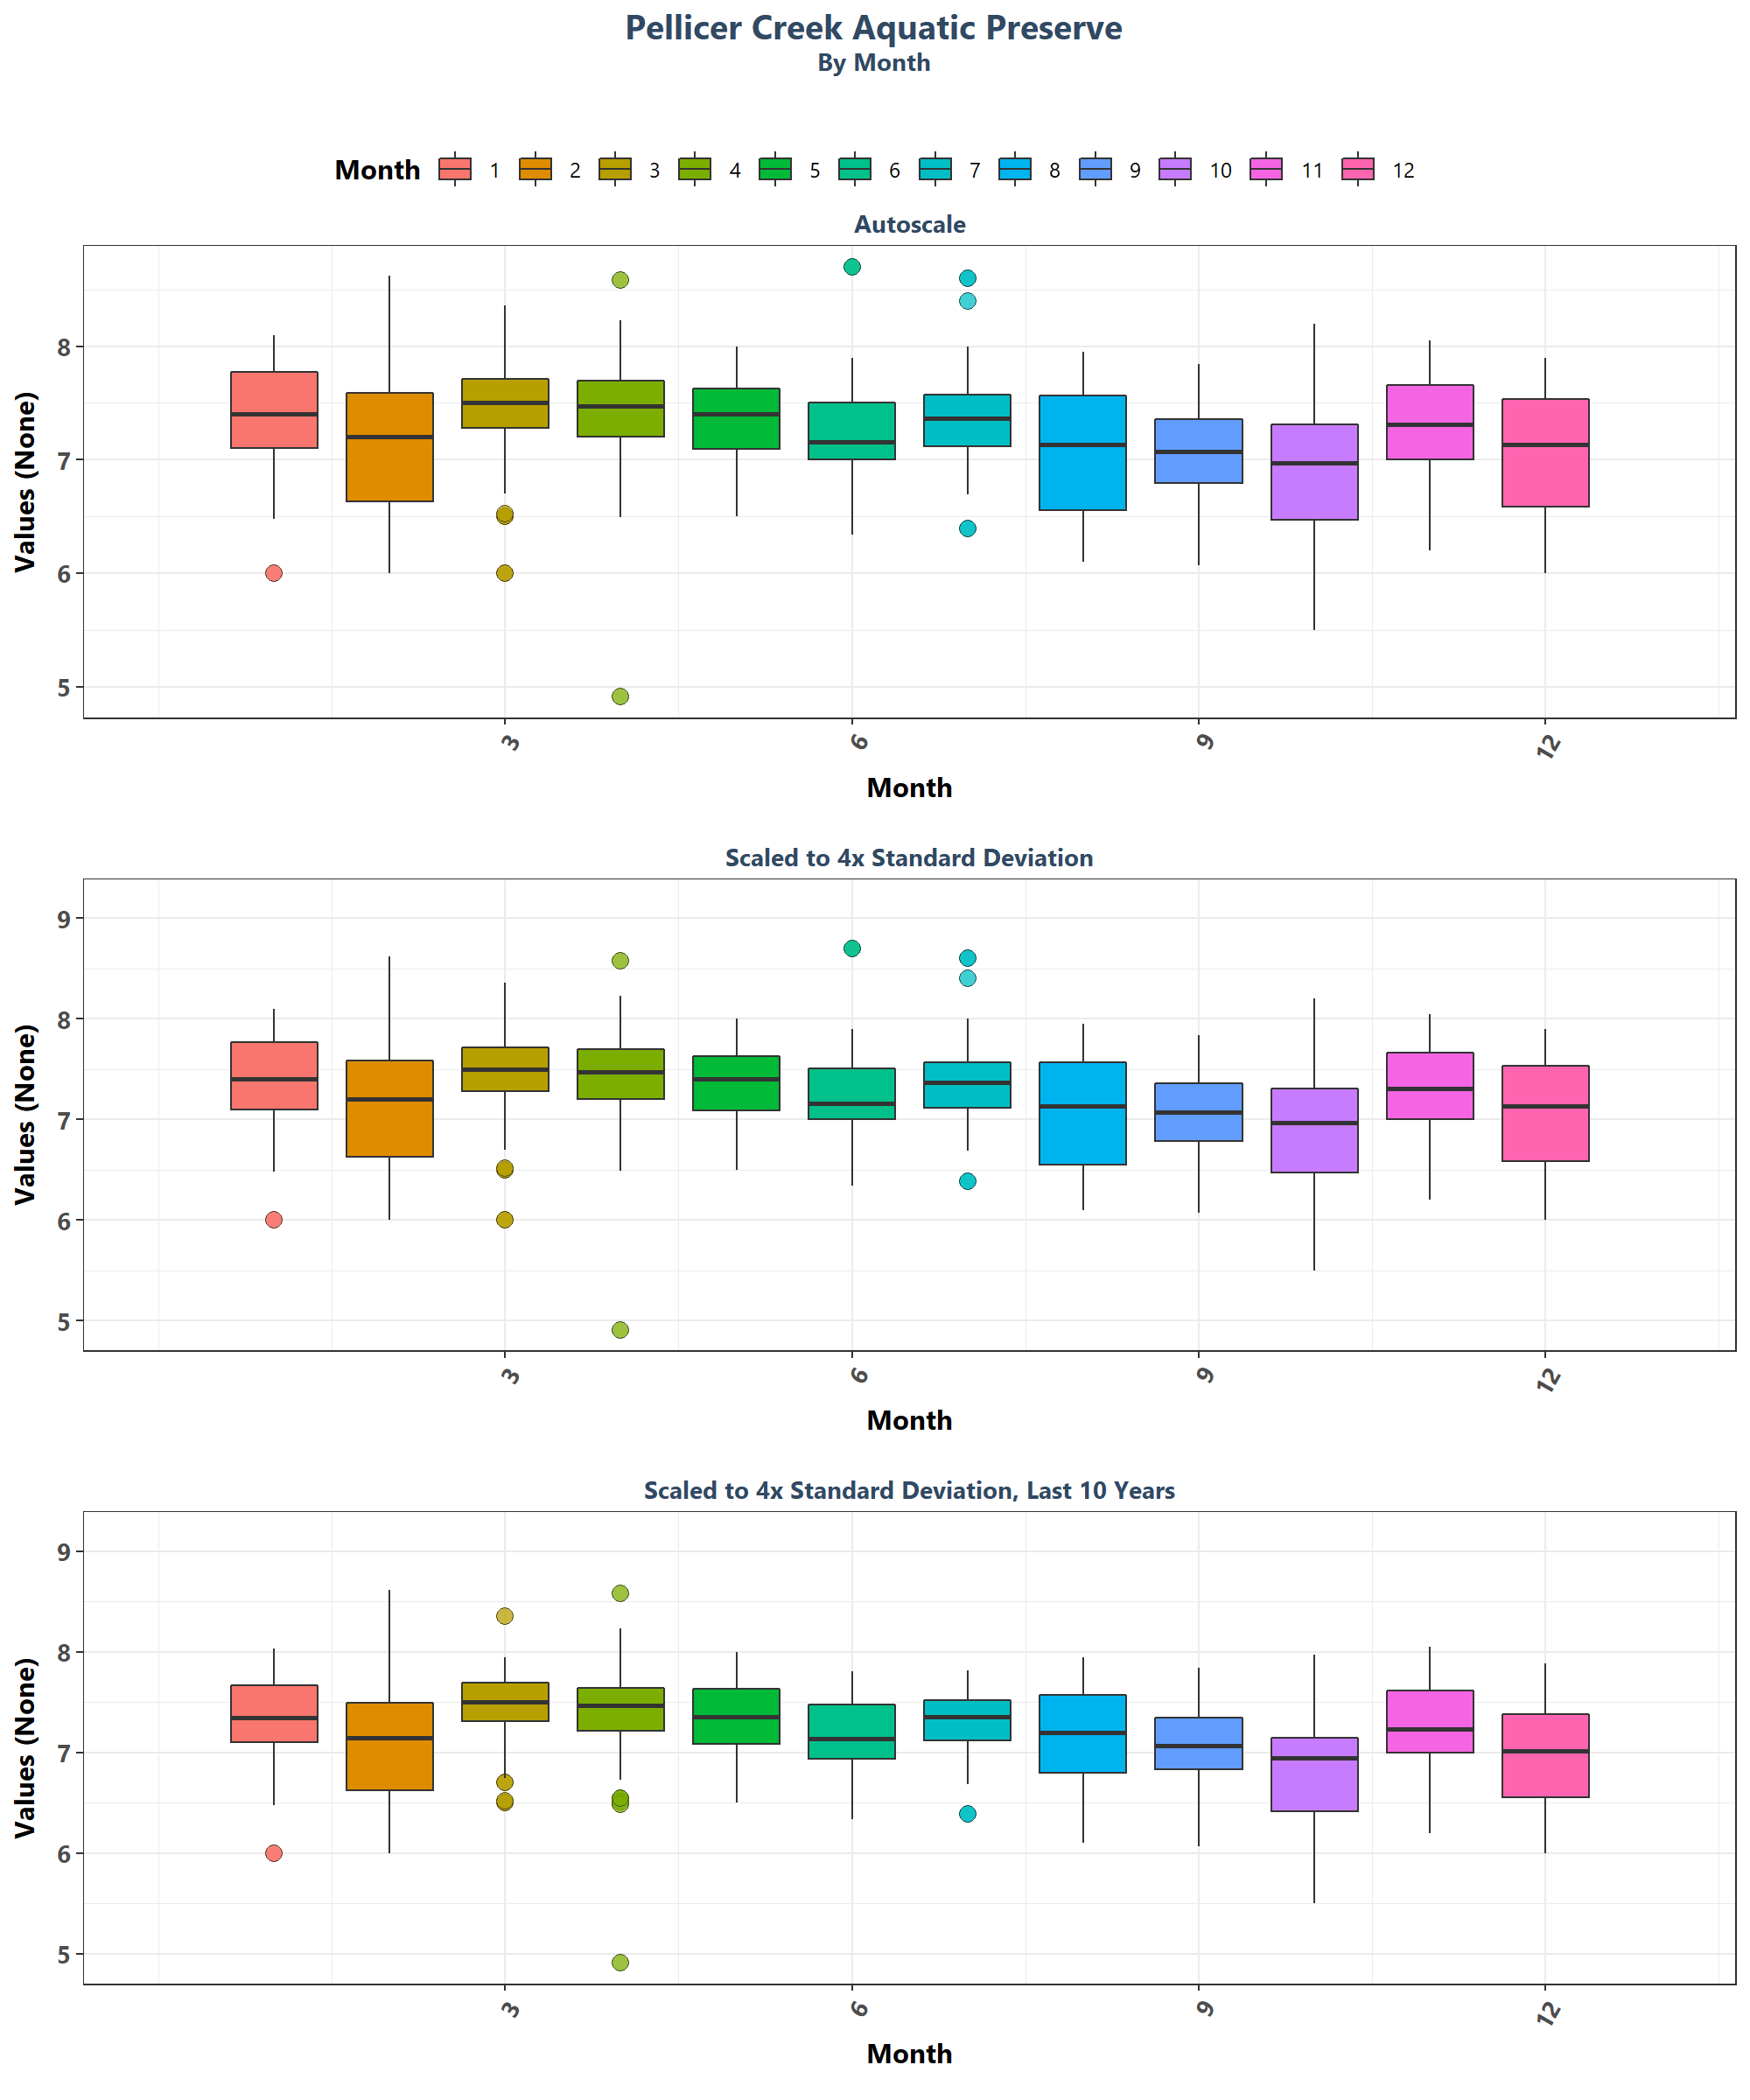 Pellicer Creek Aquatic Preserve
By Month
Month 1 2 3 4 5 6 7 8 9 10 11 12
Autoscale
Values (None)
8
7
6
5
3 6 9 12
Month
Scaled to 4x Standard Deviation
Values (None)
9
8
7
6
5
3 6 9 12
Month
Scaled to 4x Standard Deviation, Last 10 Years
Values (None)
9
8
7
6
5
3 6 9 12
Month